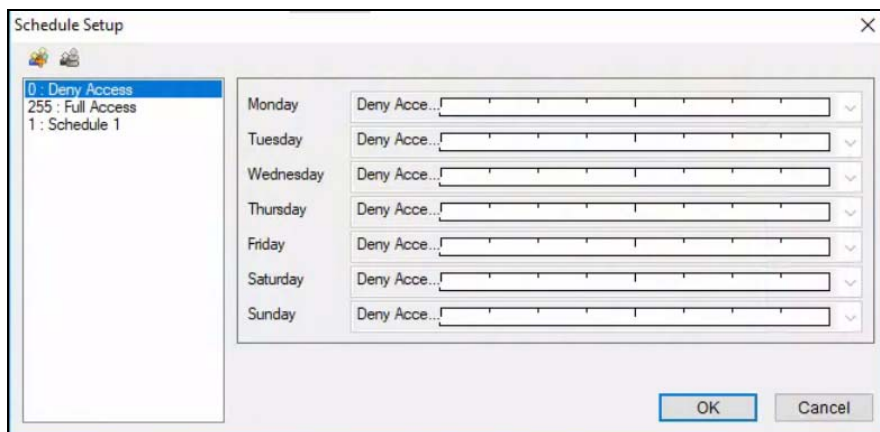 Schedule Setup
0 : Deny Access
255 : Full Access
1 : Schedule 1
Monday Deny Acce...
Tuesday Deny Acce...
Wednesday Deny Acce...
Thursday Deny Acce...
Friday Deny Acce...
Saturday Deny Acce...
Sunday Deny Acce...
OK Cancel